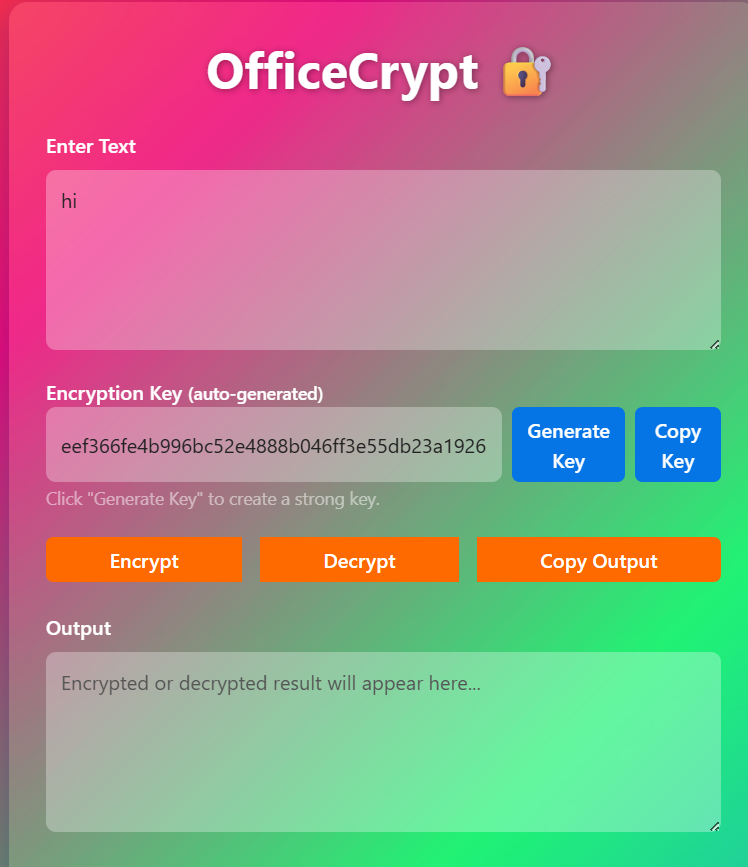 OfficeCrypt
Enter Text
hi
Encryption Key (auto-generated)
eef366fe4b996bc52e4888b046ff3e55db23a1926
Generate
Key
Copy
Key
Click "Generate Key" to create a strong key.
Encrypt
Decrypt
Copy Output
Output
Encrypted or decrypted result will appear here...